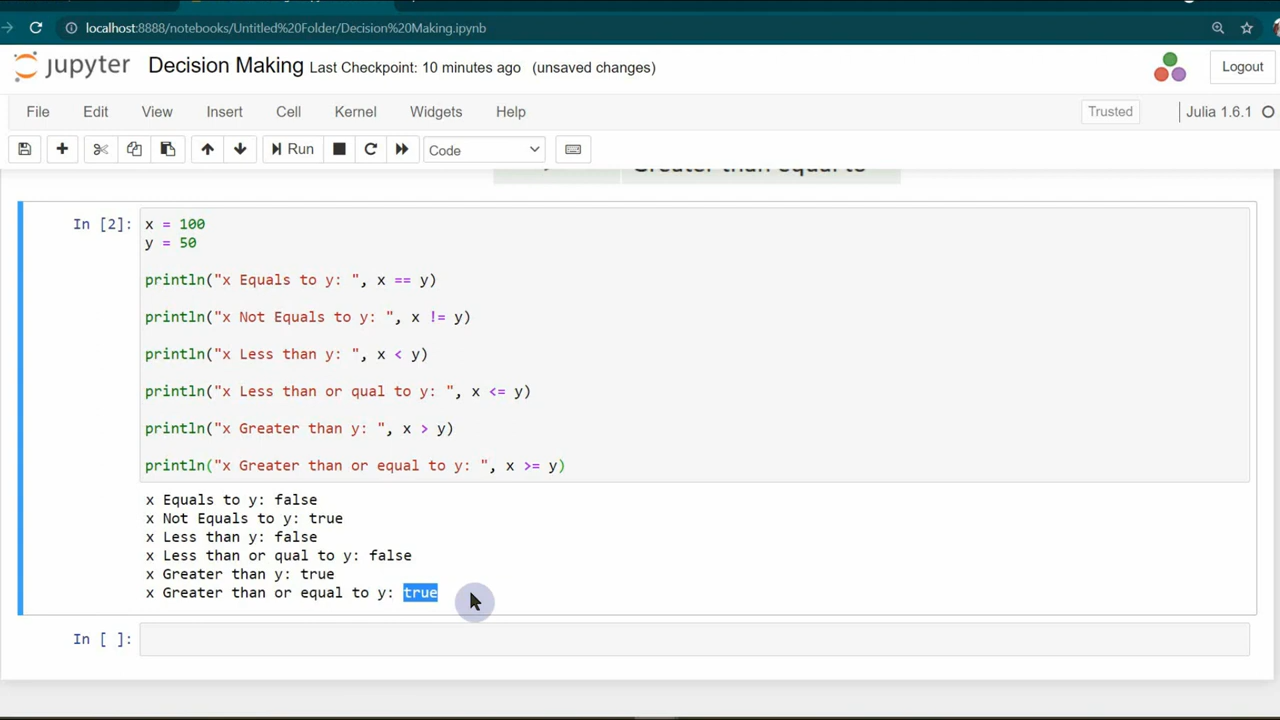 localhost:8888/notebooks/Untitled%20Folder/Decision%20Making.ipynb
jupyter Decision Making Last Checkpoint: 10 minutes ago (unsaved changes) Logout
File Edit View Insert Cell Kernel Widgets Help Trusted Julia 1.6.1
Run Code
Greater than equal to
In [2]: x = 100
y = 50
println("x Equals to y: ", x == y)
println("x Not Equals to y: ", x != y)
println("x Less than y: ", x < y)
println("x Less than or qual to y: ", x <= y)
println("x Greater than y: ", x > y)
println("x Greater than or equal to y: ", x >= y)
x Equals to y: false
x Not Equals to y: true
x Less than y: false
x Less than or qual to y: false
x Greater than y: true
x Greater than or equal to y: true
In [ ]: